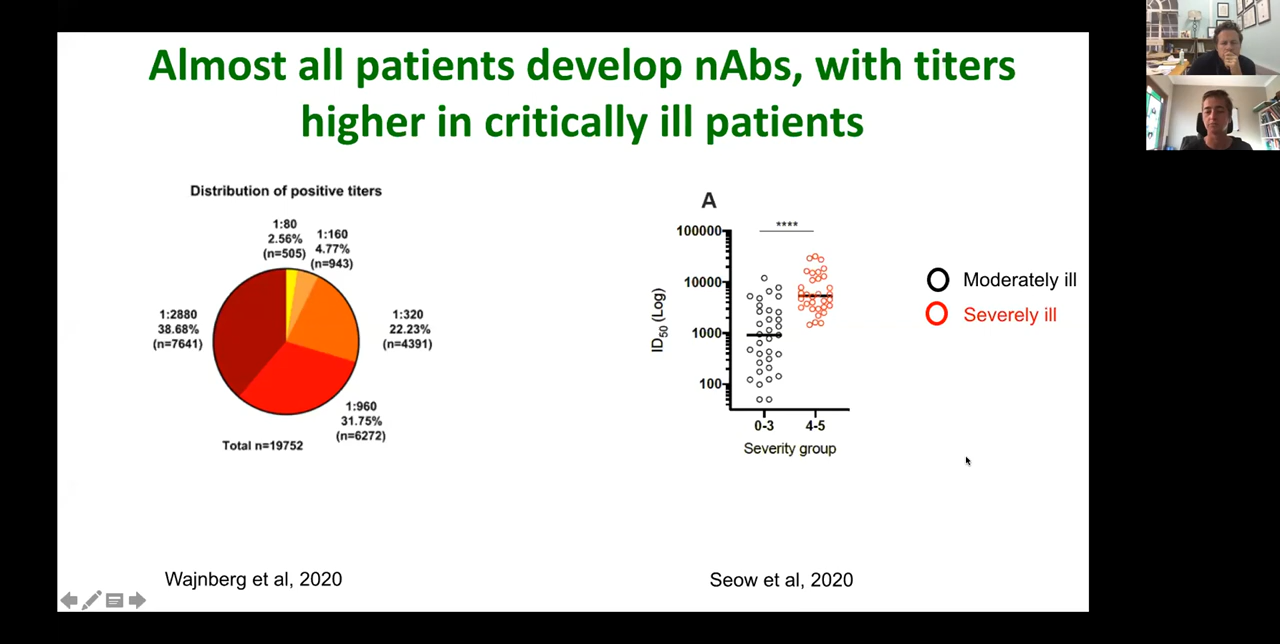 Almost all patients develop nAbs, with titers
higher in critically ill patients
Distribution of positive titers
1:80
2.56%
(n=505)
1:160
4.77%
(n=943)
1:320
22.23%
(n=4391)
1:960
31.75%
(n=6272)
1:2880
38.68%
(n=7641)
Total n=19752
A
****
100000
10000
1000
100
ID50 (Log)
0-3
4-5
Severity group
Moderately ill
Severely ill
Wajnberg et al, 2020
Seow et al, 2020